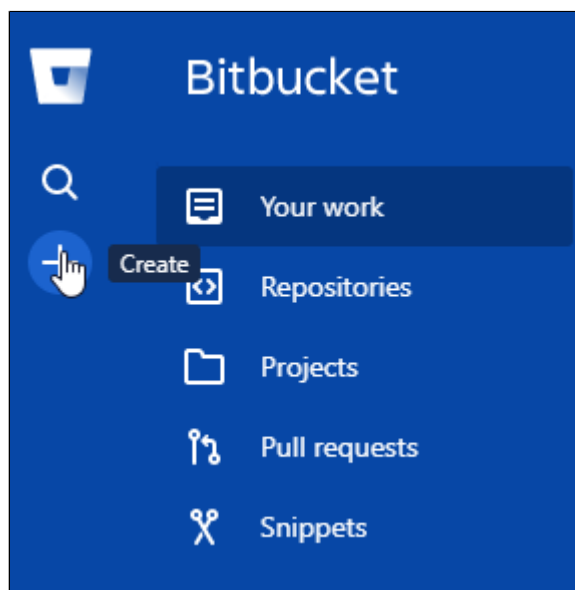 Bitbucket
Your work
Create
Repositories
Projects
Pull requests
Snippets